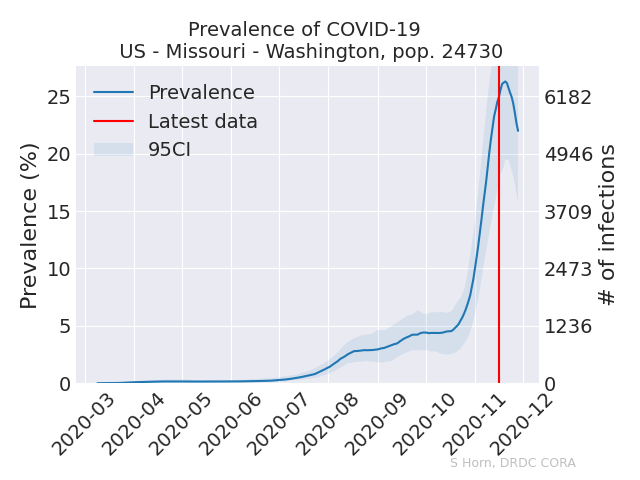 Prevalence of COVID-19
US - Missouri - Washington, pop. 24730
Prevalence
Latest data
95CI
Prevalence (%)
25
20
15
10
5
0
6182
4946
3709
2473
1236
0
# of infections
2020-03
2020-04
2020-05
2020-06
2020-07
2020-08
2020-09
2020-10
2020-11
2020-12
S Horn, DRDC CORA